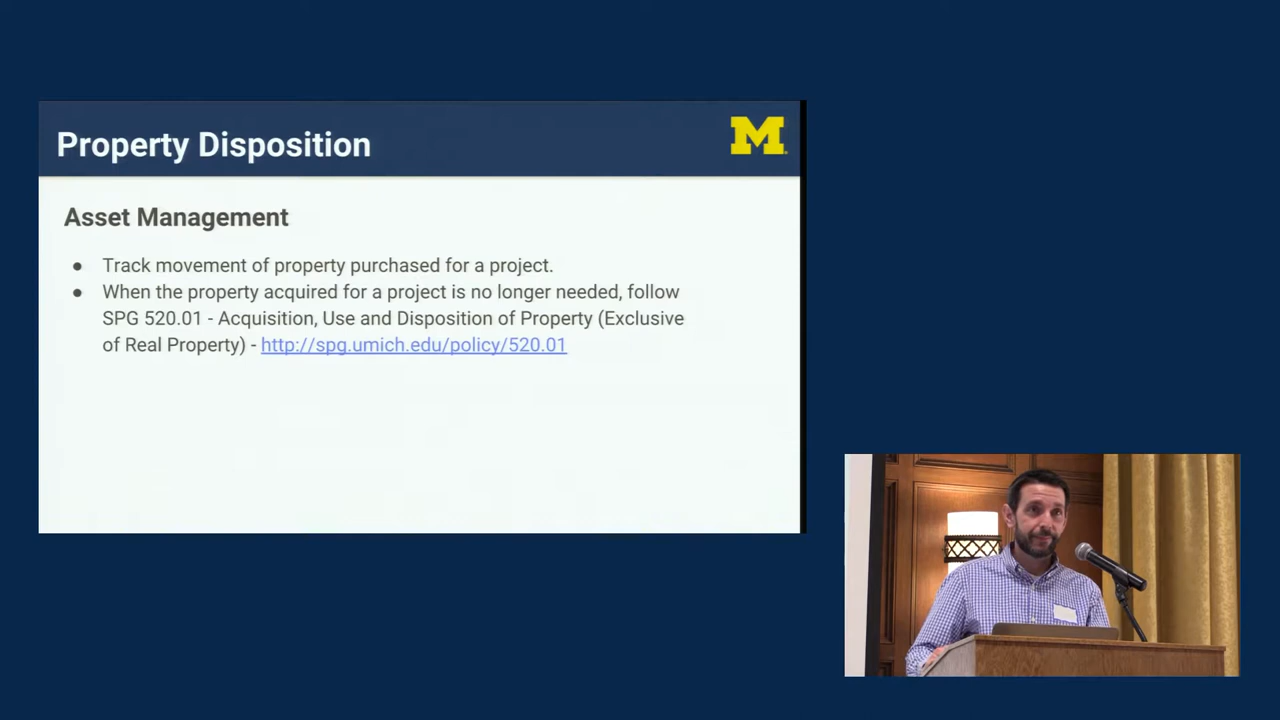 Property Disposition
M
Asset Management
● Track movement of property purchased for a project.
● When the property acquired for a project is no longer needed, follow
SPG 520.01 - Acquisition, Use and Disposition of Property (Exclusive
of Real Property) - http://spg.umich.edu/policy/520.01